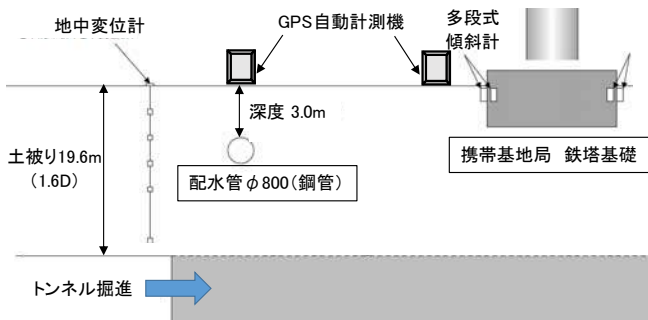 地中変位計
GPS自動計測機
多段式
傾斜計
深度 3.0m
土被り19.6m
(1.6D)
配水管φ800(鋼管)
携帯基地局 鉄塔基礎
トンネル掘進